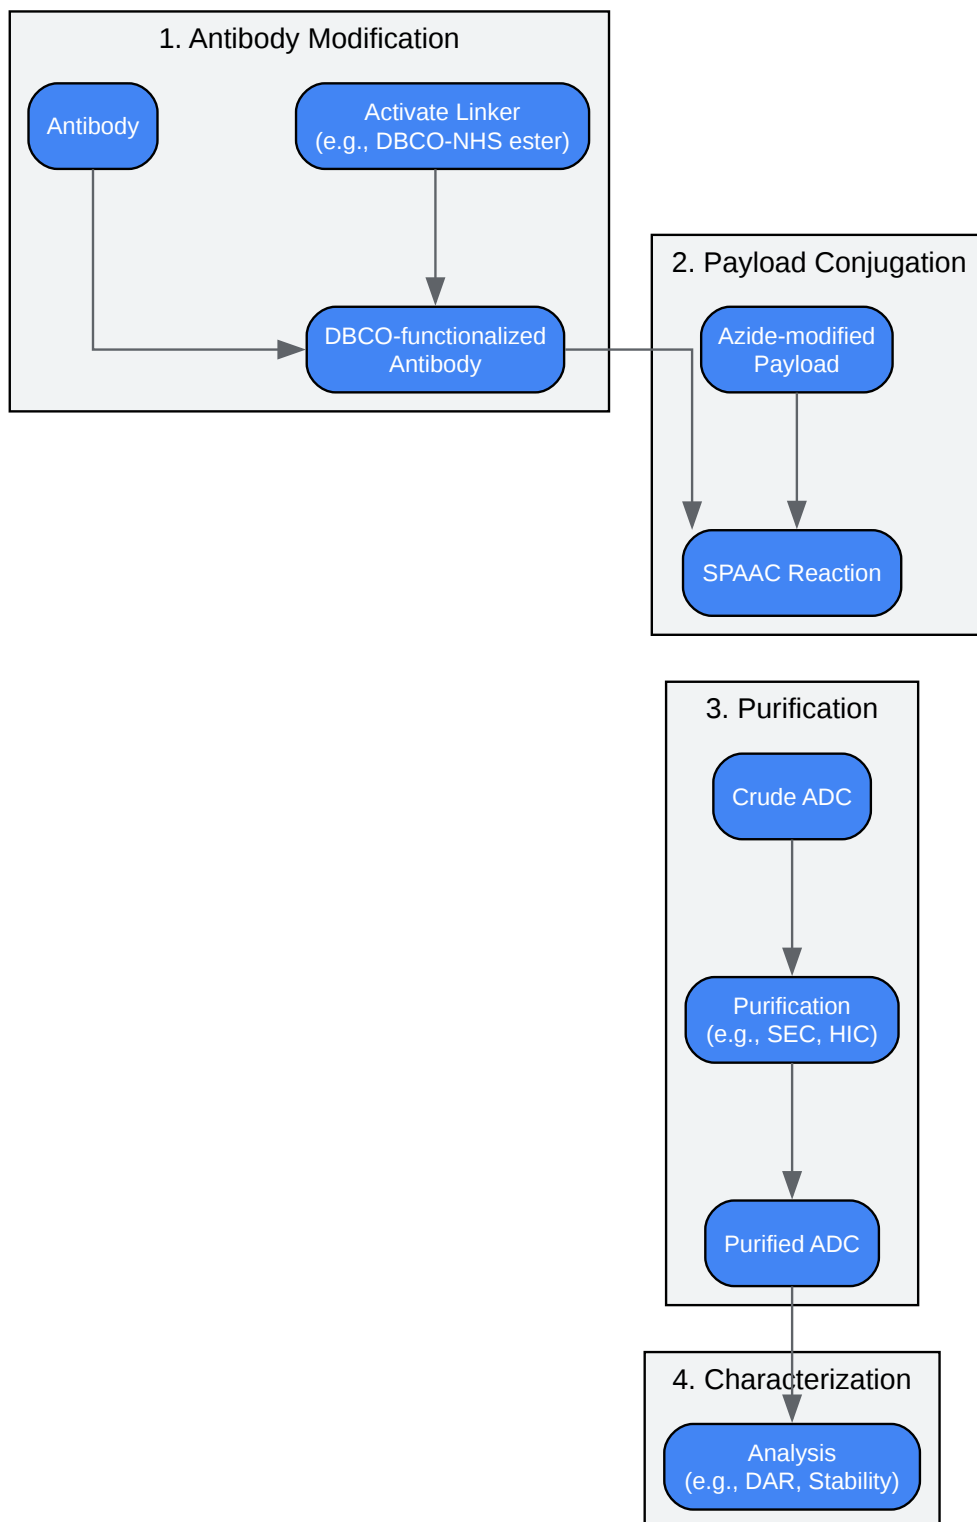 1. Antibody Modification
Antibody
Activate Linker
(e.g., DBCO-NHS ester)
DBCO-functionalized
Antibody
2. Payload Conjugation
Azide-modified
Payload
SPAAC Reaction
3. Purification
Crude ADC
Purification
(e.g., SEC, HIC)
Purified ADC
4. Characterization
Analysis
(e.g., DAR, Stability)